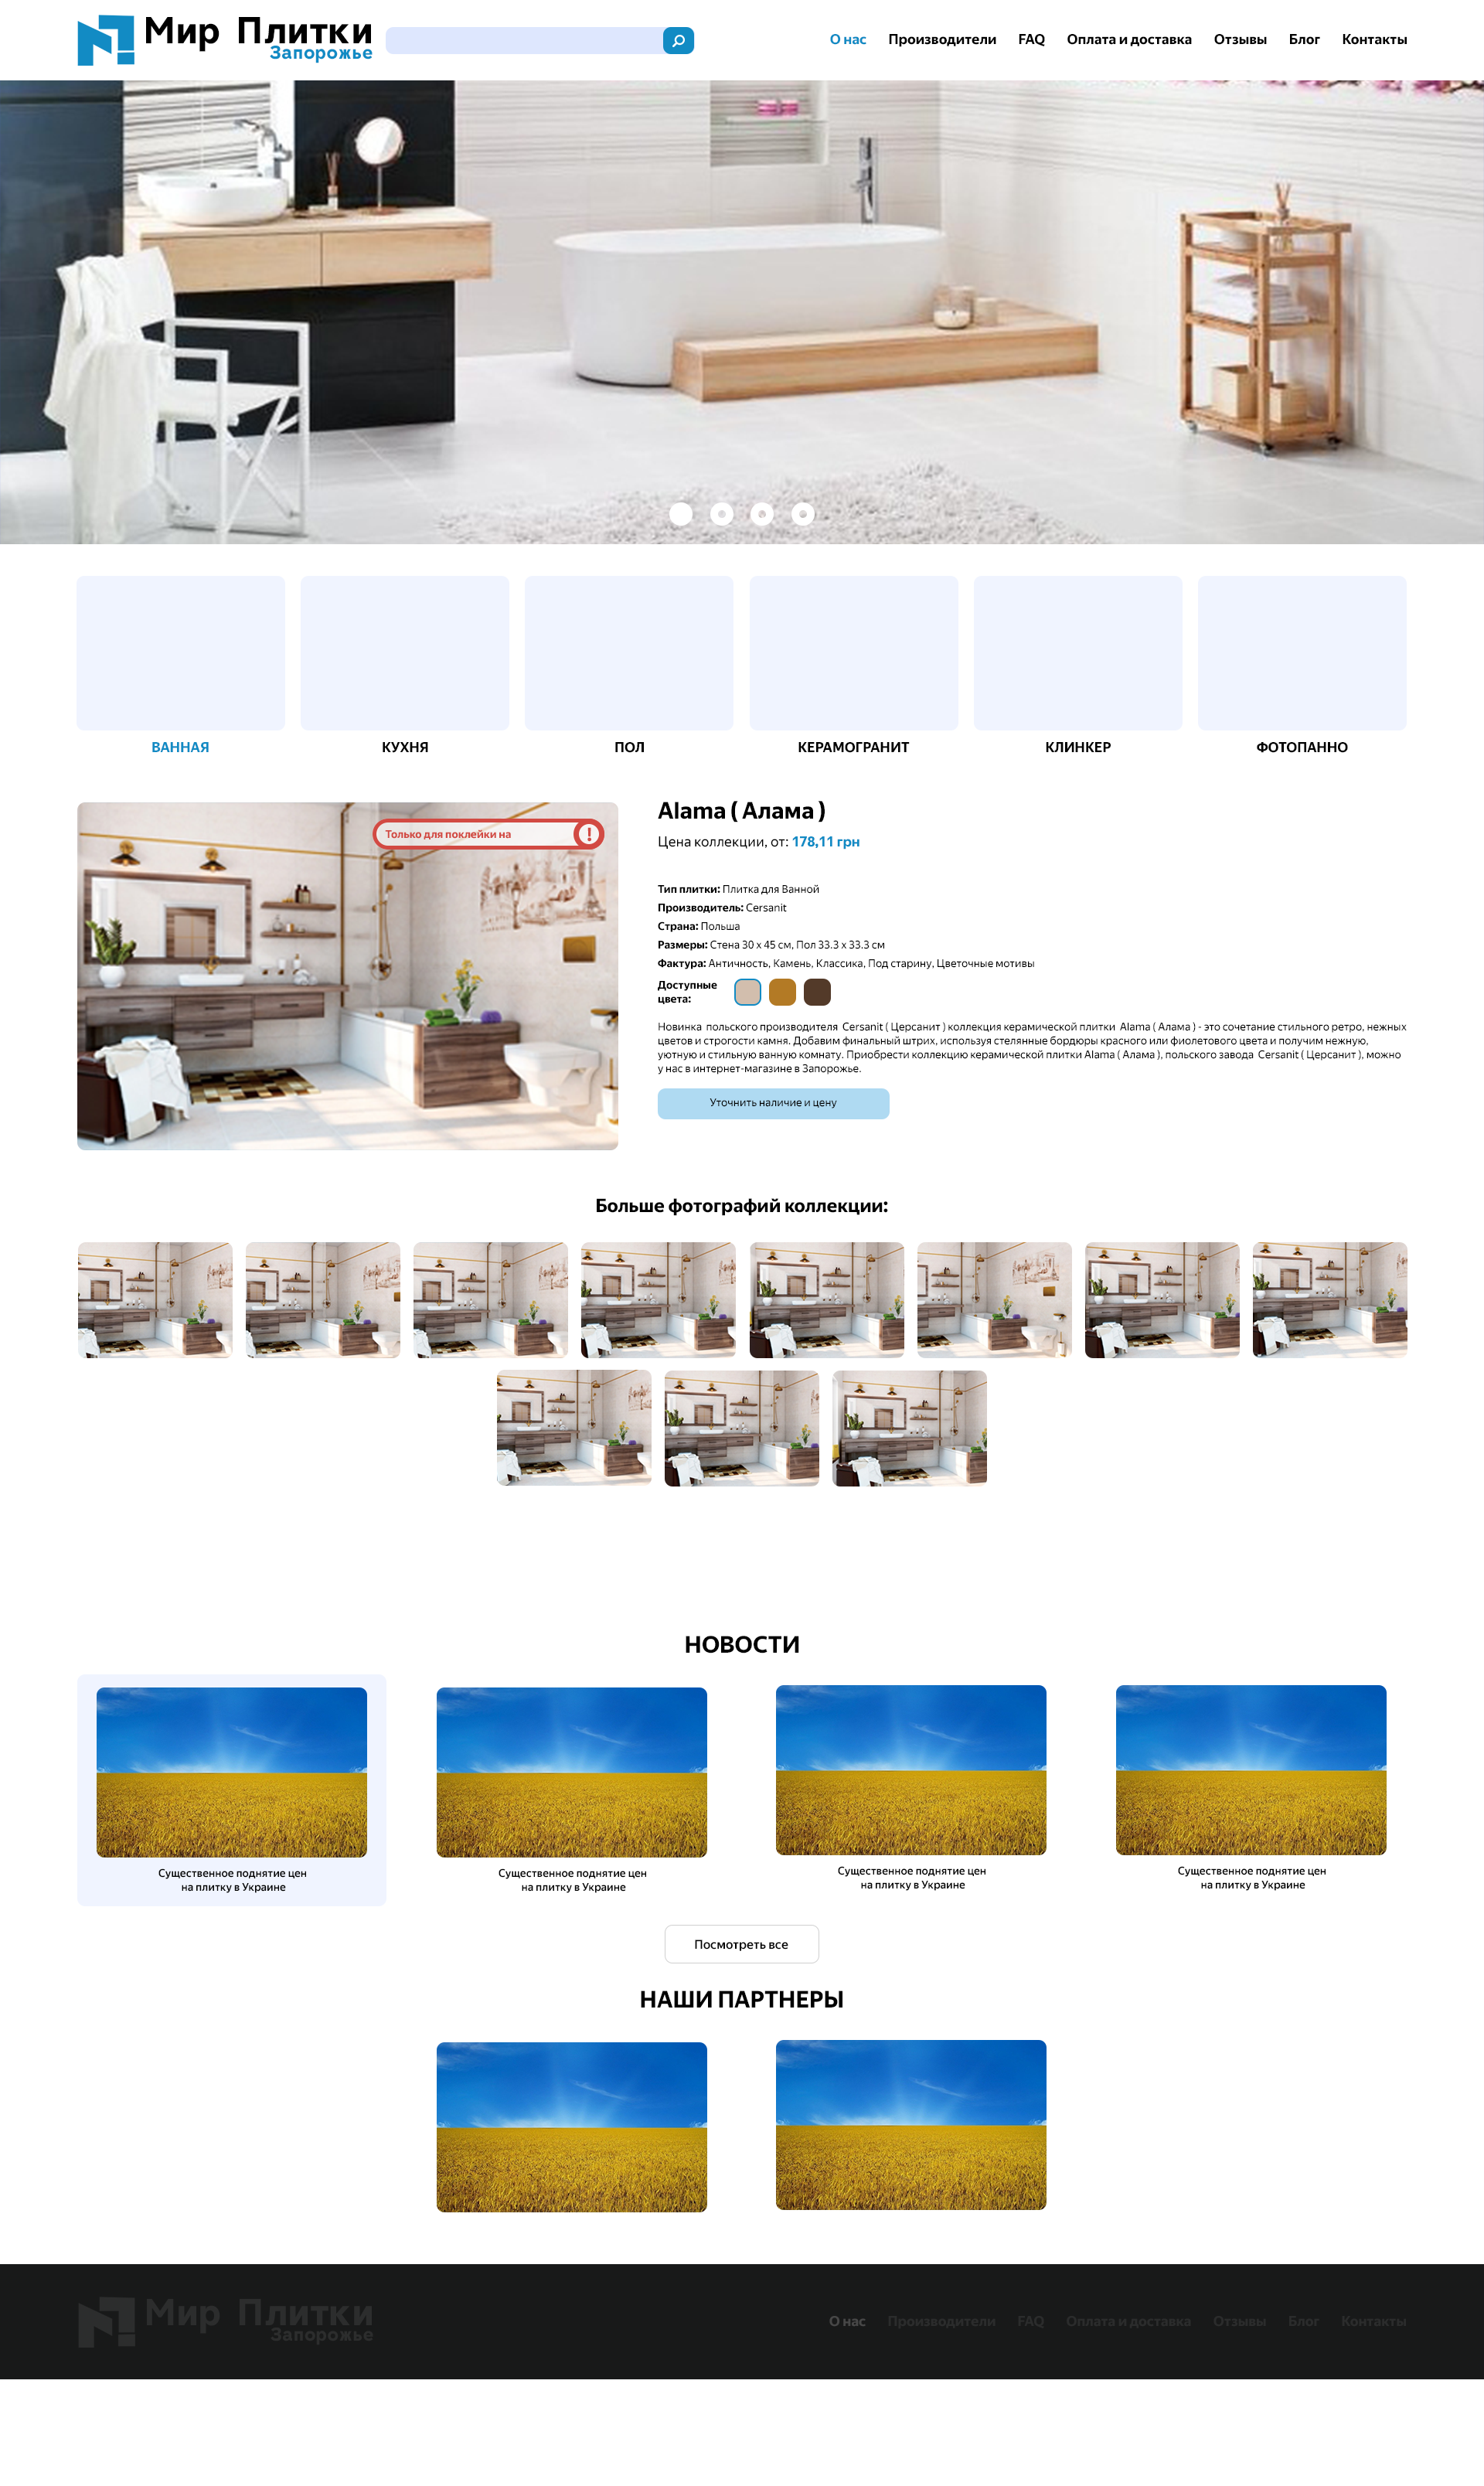 Мир Плитки
Запорожье
О нас Производители FAQ Оплата и доставка Отзывы Блог Контакты
ВАННАЯ КУХНЯ ПОЛ КЕРАМОГРАНИТ КЛИНКЕР ФОТОПАННО
Только для поклейки на !
Alama ( Алама )
Цена коллекции, от: 178,11 грн
Тип плитки: Плитка для Ванной
Производитель: Cersanit
Страна: Польша
Размеры: Стена 30 x 45 см, Пол 33.3 x 33.3 см
Фактура: Античность, Камень, Классика, Под старину, Цветочные мотивы
Доступные
цвета:
Новинка польского производителя Cersanit ( Церсанит ) коллекция керамической плитки Alama ( Алама ) - это сочетание стильного ретро, нежных
цветов и строгости камня. Добавим финальный штрих, используя стелянные бордюры красного или фиолетового цвета и получим нежную,
уютную и стильную ванную комнату. Приобрести коллекцию керамической плитки Alama ( Алама ), польского завода Cersanit ( Церсанит ), можно
у нас в интернет-магазине в Запорожье.
Уточнить наличие и цену
Больше фотографий коллекции:
НОВОСТИ
Существенное поднятие цен
на плитку в Украине
Существенное поднятие цен
на плитку в Украине
Существенное поднятие цен
на плитку в Украине
Существенное поднятие цен
на плитку в Украине
Посмотреть все
НАШИ ПАРТНЕРЫ
Мир Плитки
Запорожье
О нас Производители FAQ Оплата и доставка Отзывы Блог Контакты